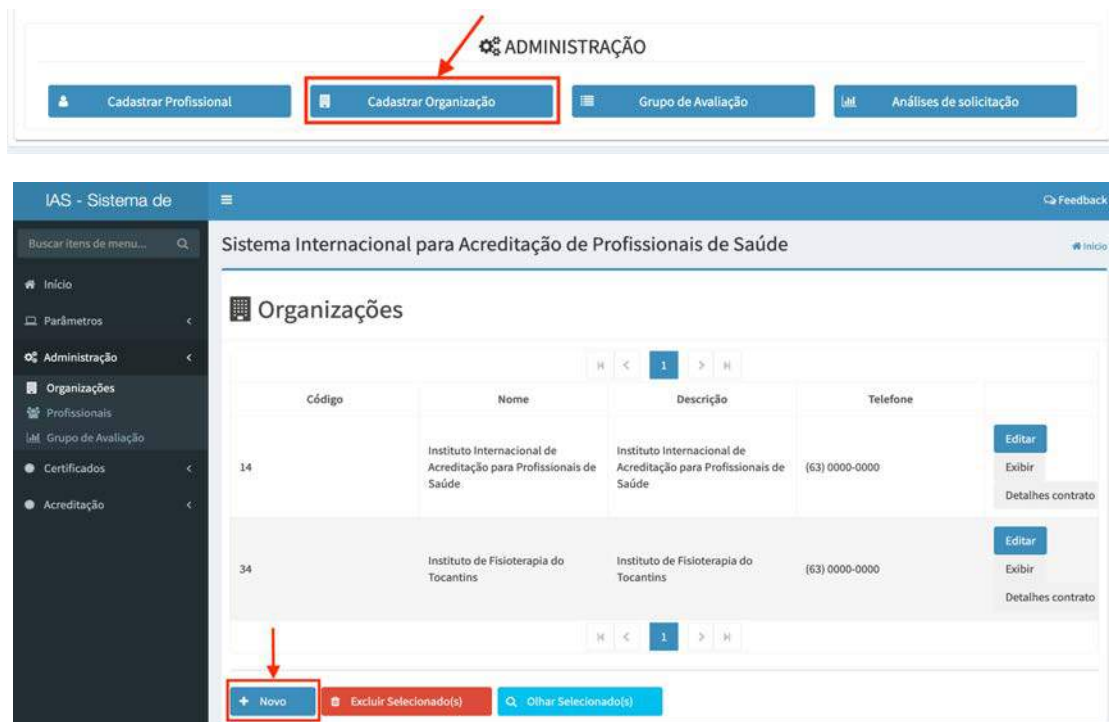 ADMINISTRAÇÃO
Cadastrar Profissional
Cadastrar Organização
Grupo de Avaliação
Análises de solicitação
IAS - Sistema de
Feedback
Buscar itens de menu...
Sistema Internacional para Acreditação de Profissionais de Saúde
Início
Início
Parâmetros
Administração
Organizações
Profissionais
Grupo de Avaliação
Certificados
Acreditação
Organizações
1
Código Nome Descrição Telefone
14
Instituto Internacional de
Acreditação para Profissionais de
Saúde
Instituto Internacional de
Acreditação para Profissionais de
Saúde
(63) 0000-0000
Editar
Exibir
Detalhes contrato
34
Instituto de Fisioterapia do
Tocantins
Instituto de Fisioterapia do
Tocantins
(63) 0000-0000
Editar
Exibir
Detalhes contrato
1
+ Novo
Excluir Selecionado(s)
Olhar Selecionado(s)